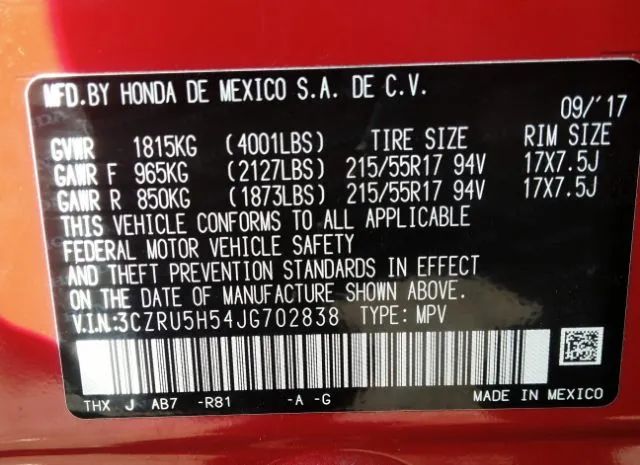 MFD.BY HONDA DE MEXICO S.A. DE C.V.
09/'17
GVWR 1815KG (4001LBS) TIRE SIZE RIM SIZE
GAWR F 965KG (2127LBS) 215/55R17 94V 17X7.5J
GAWR R 850KG (1873LBS) 215/55R17 94V 17X7.5J
THIS VEHICLE CONFORMS TO ALL APPLICABLE
FEDERAL MOTOR VEHICLE SAFETY
AND THEFT PREVENTION STANDARDS IN EFFECT
ON THE DATE OF MANUFACTURE SHOWN ABOVE.
V.I.N:3CZRU5H54JG702838 TYPE: MPV
THX J AB7 -R81 -A -G MADE IN MEXICO